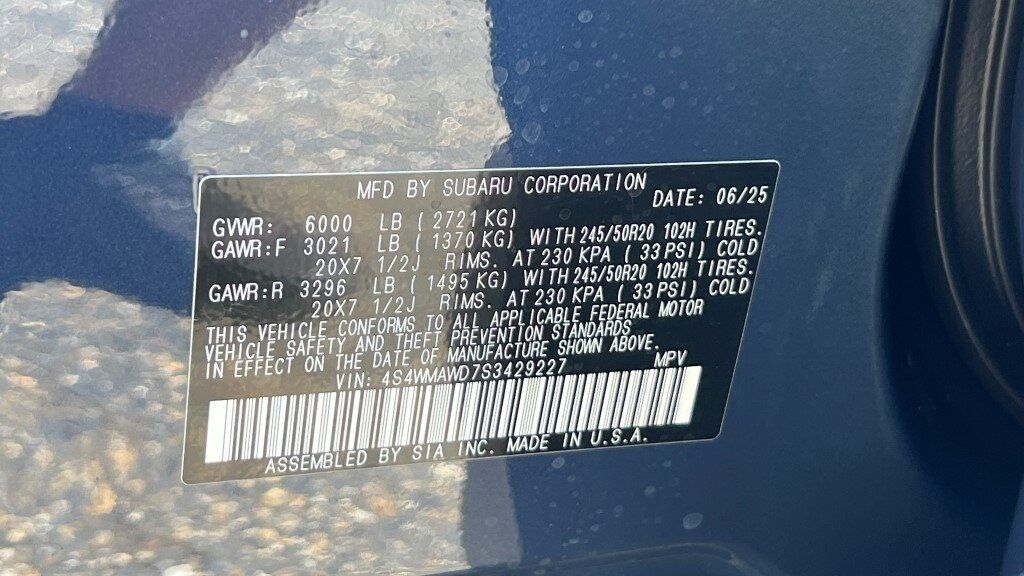 MFD BY SUBARU CORPORATION DATE: 06/25
GVWR: 6000 LB ( 2721 KG)
GAWR:F 3021 LB ( 1370 KG) WITH 245/50R20 102H TIRES.
20X7 1/2J RIMS. AT 230 KPA ( 33 PSI) COLD
GAWR:R 3296 LB ( 1495 KG) WITH 245/50R20 102H TIRES.
20X7 1/2J RIMS. AT 230 KPA ( 33 PSI) COLD
THIS VEHICLE CONFORMS TO ALL APPLICABLE FEDERAL MOTOR
VEHICLE SAFETY AND THEFT PREVENTION STANDARDS
IN EFFECT ON THE DATE OF MANUFACTURE SHOWN ABOVE.
VIN: 4S4WMAWD7S3429227 MPV
ASSEMBLED BY SIA INC. MADE IN U.S.A.